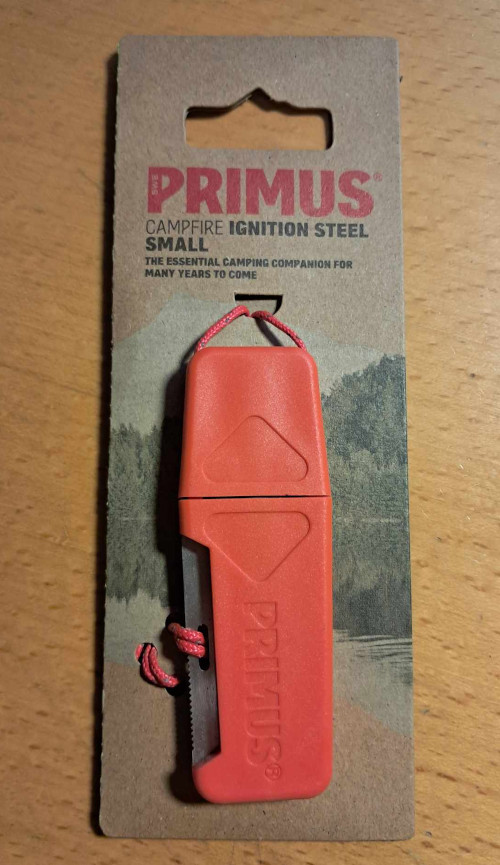 PRIMUS®
CAMPFIRE IGNITION STEEL
SMALL
THE ESSENTIAL CAMPING COMPANION FOR
MANY YEARS TO COME
PRIMUS®